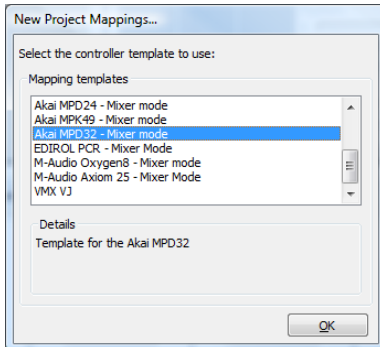 New Project Mappings...
Select the controller template to use:
Mapping templates
Akai MPD24 - Mixer mode
Akai MPK49 - Mixer mode
Akai MPD32 - Mixer mode
EDIROL PCR - Mixer Mode
M-Audio Oxygen8 - Mixer mode
M-Audio Axiom 25 - Mixer Mode
VMX VJ
Details
Template for the Akai MPD32
OK